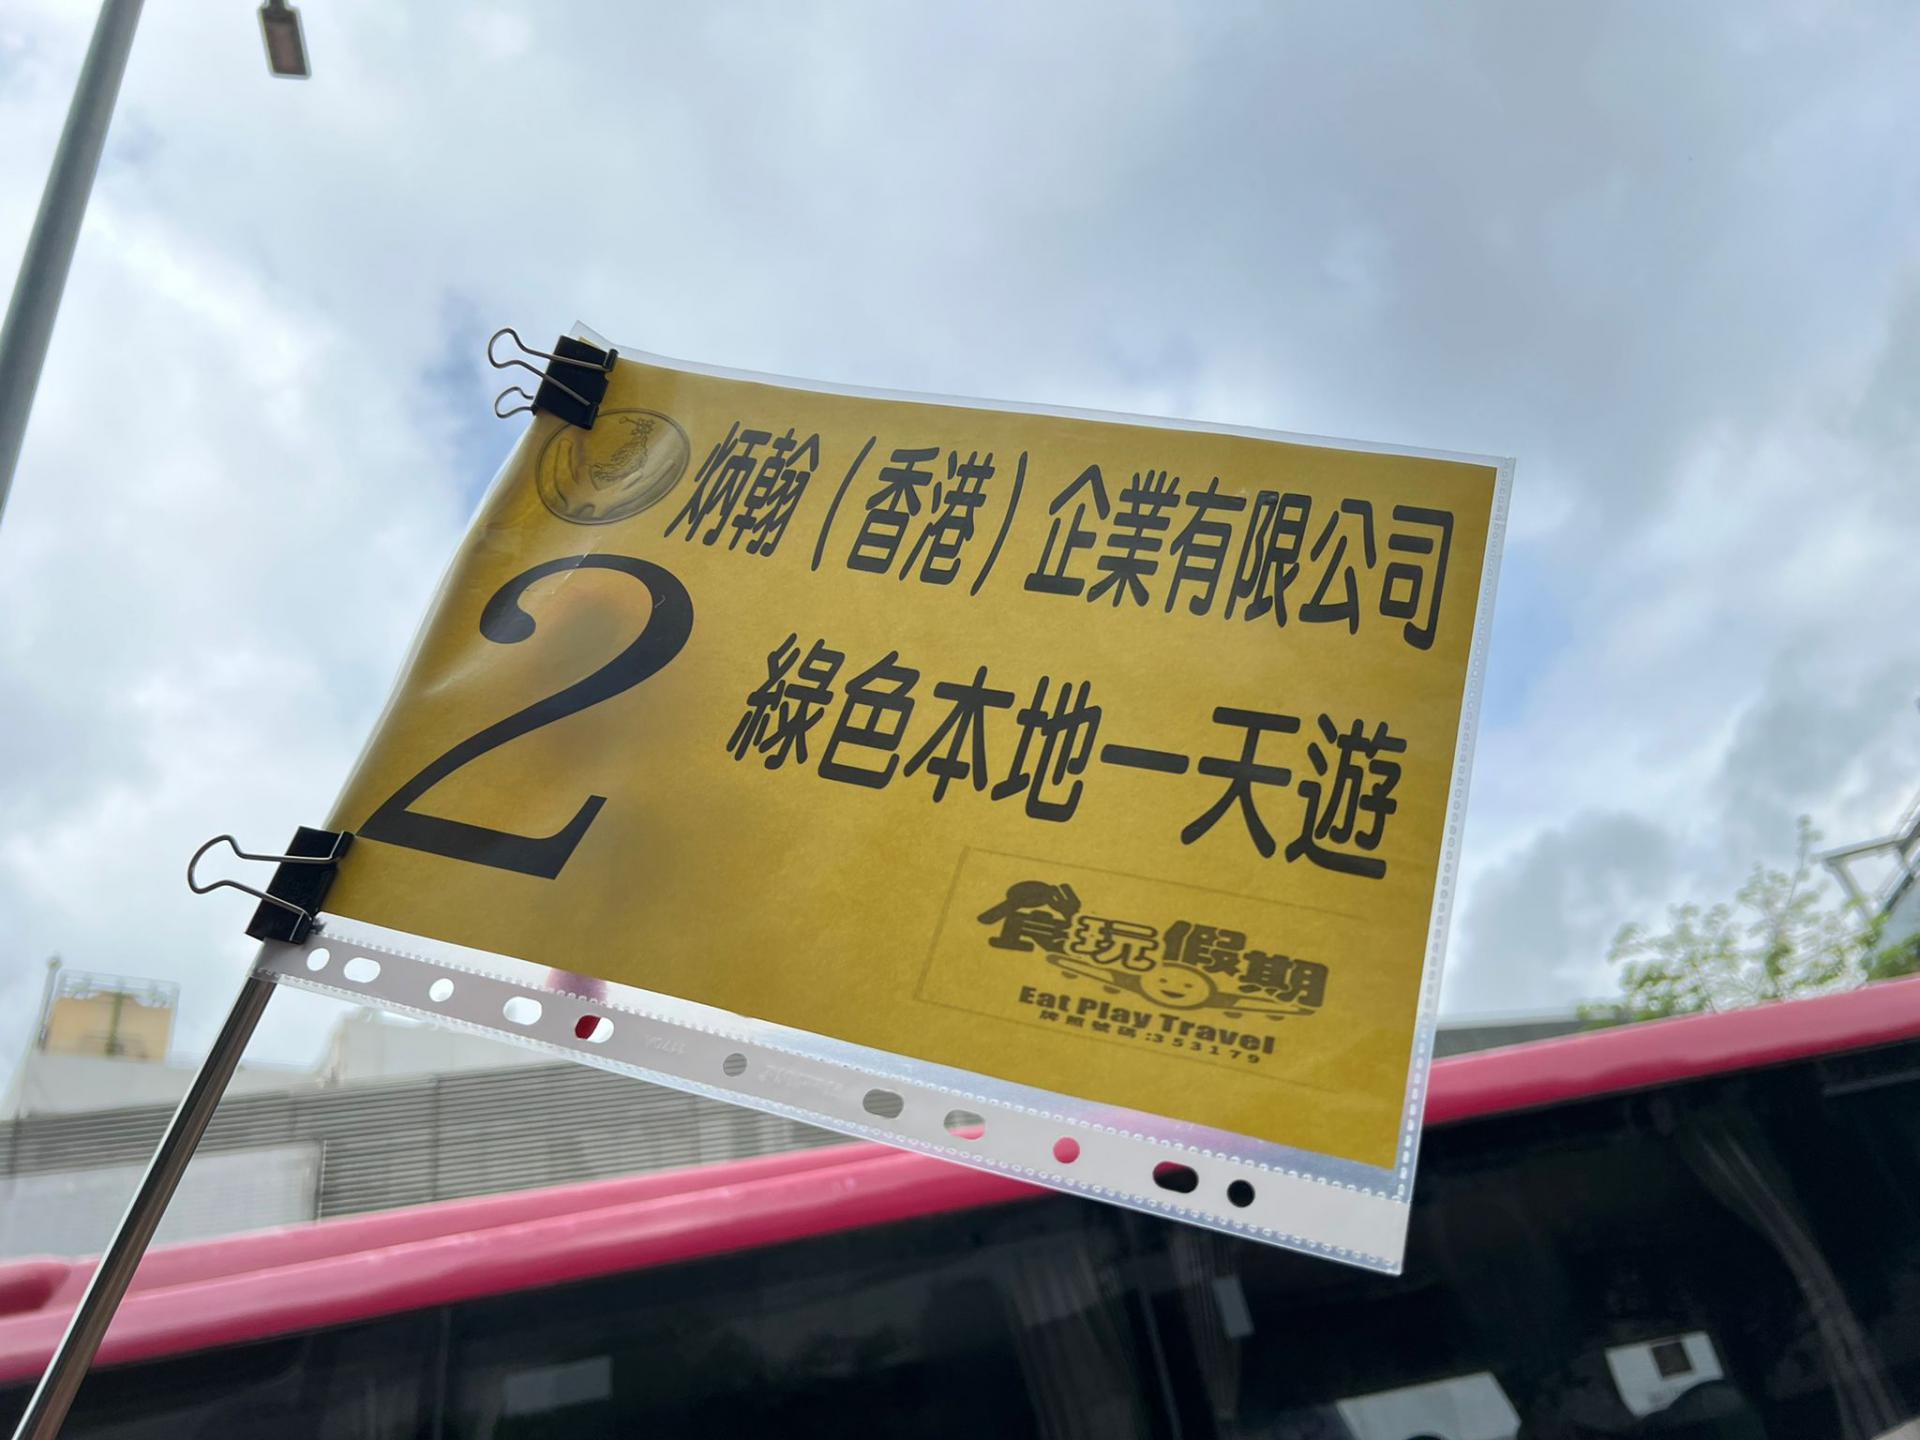 炳翰（香港）企業有限公司
2
綠色本地一天遊
食玩假期
Eat Play Travel
牌照號碼:353179